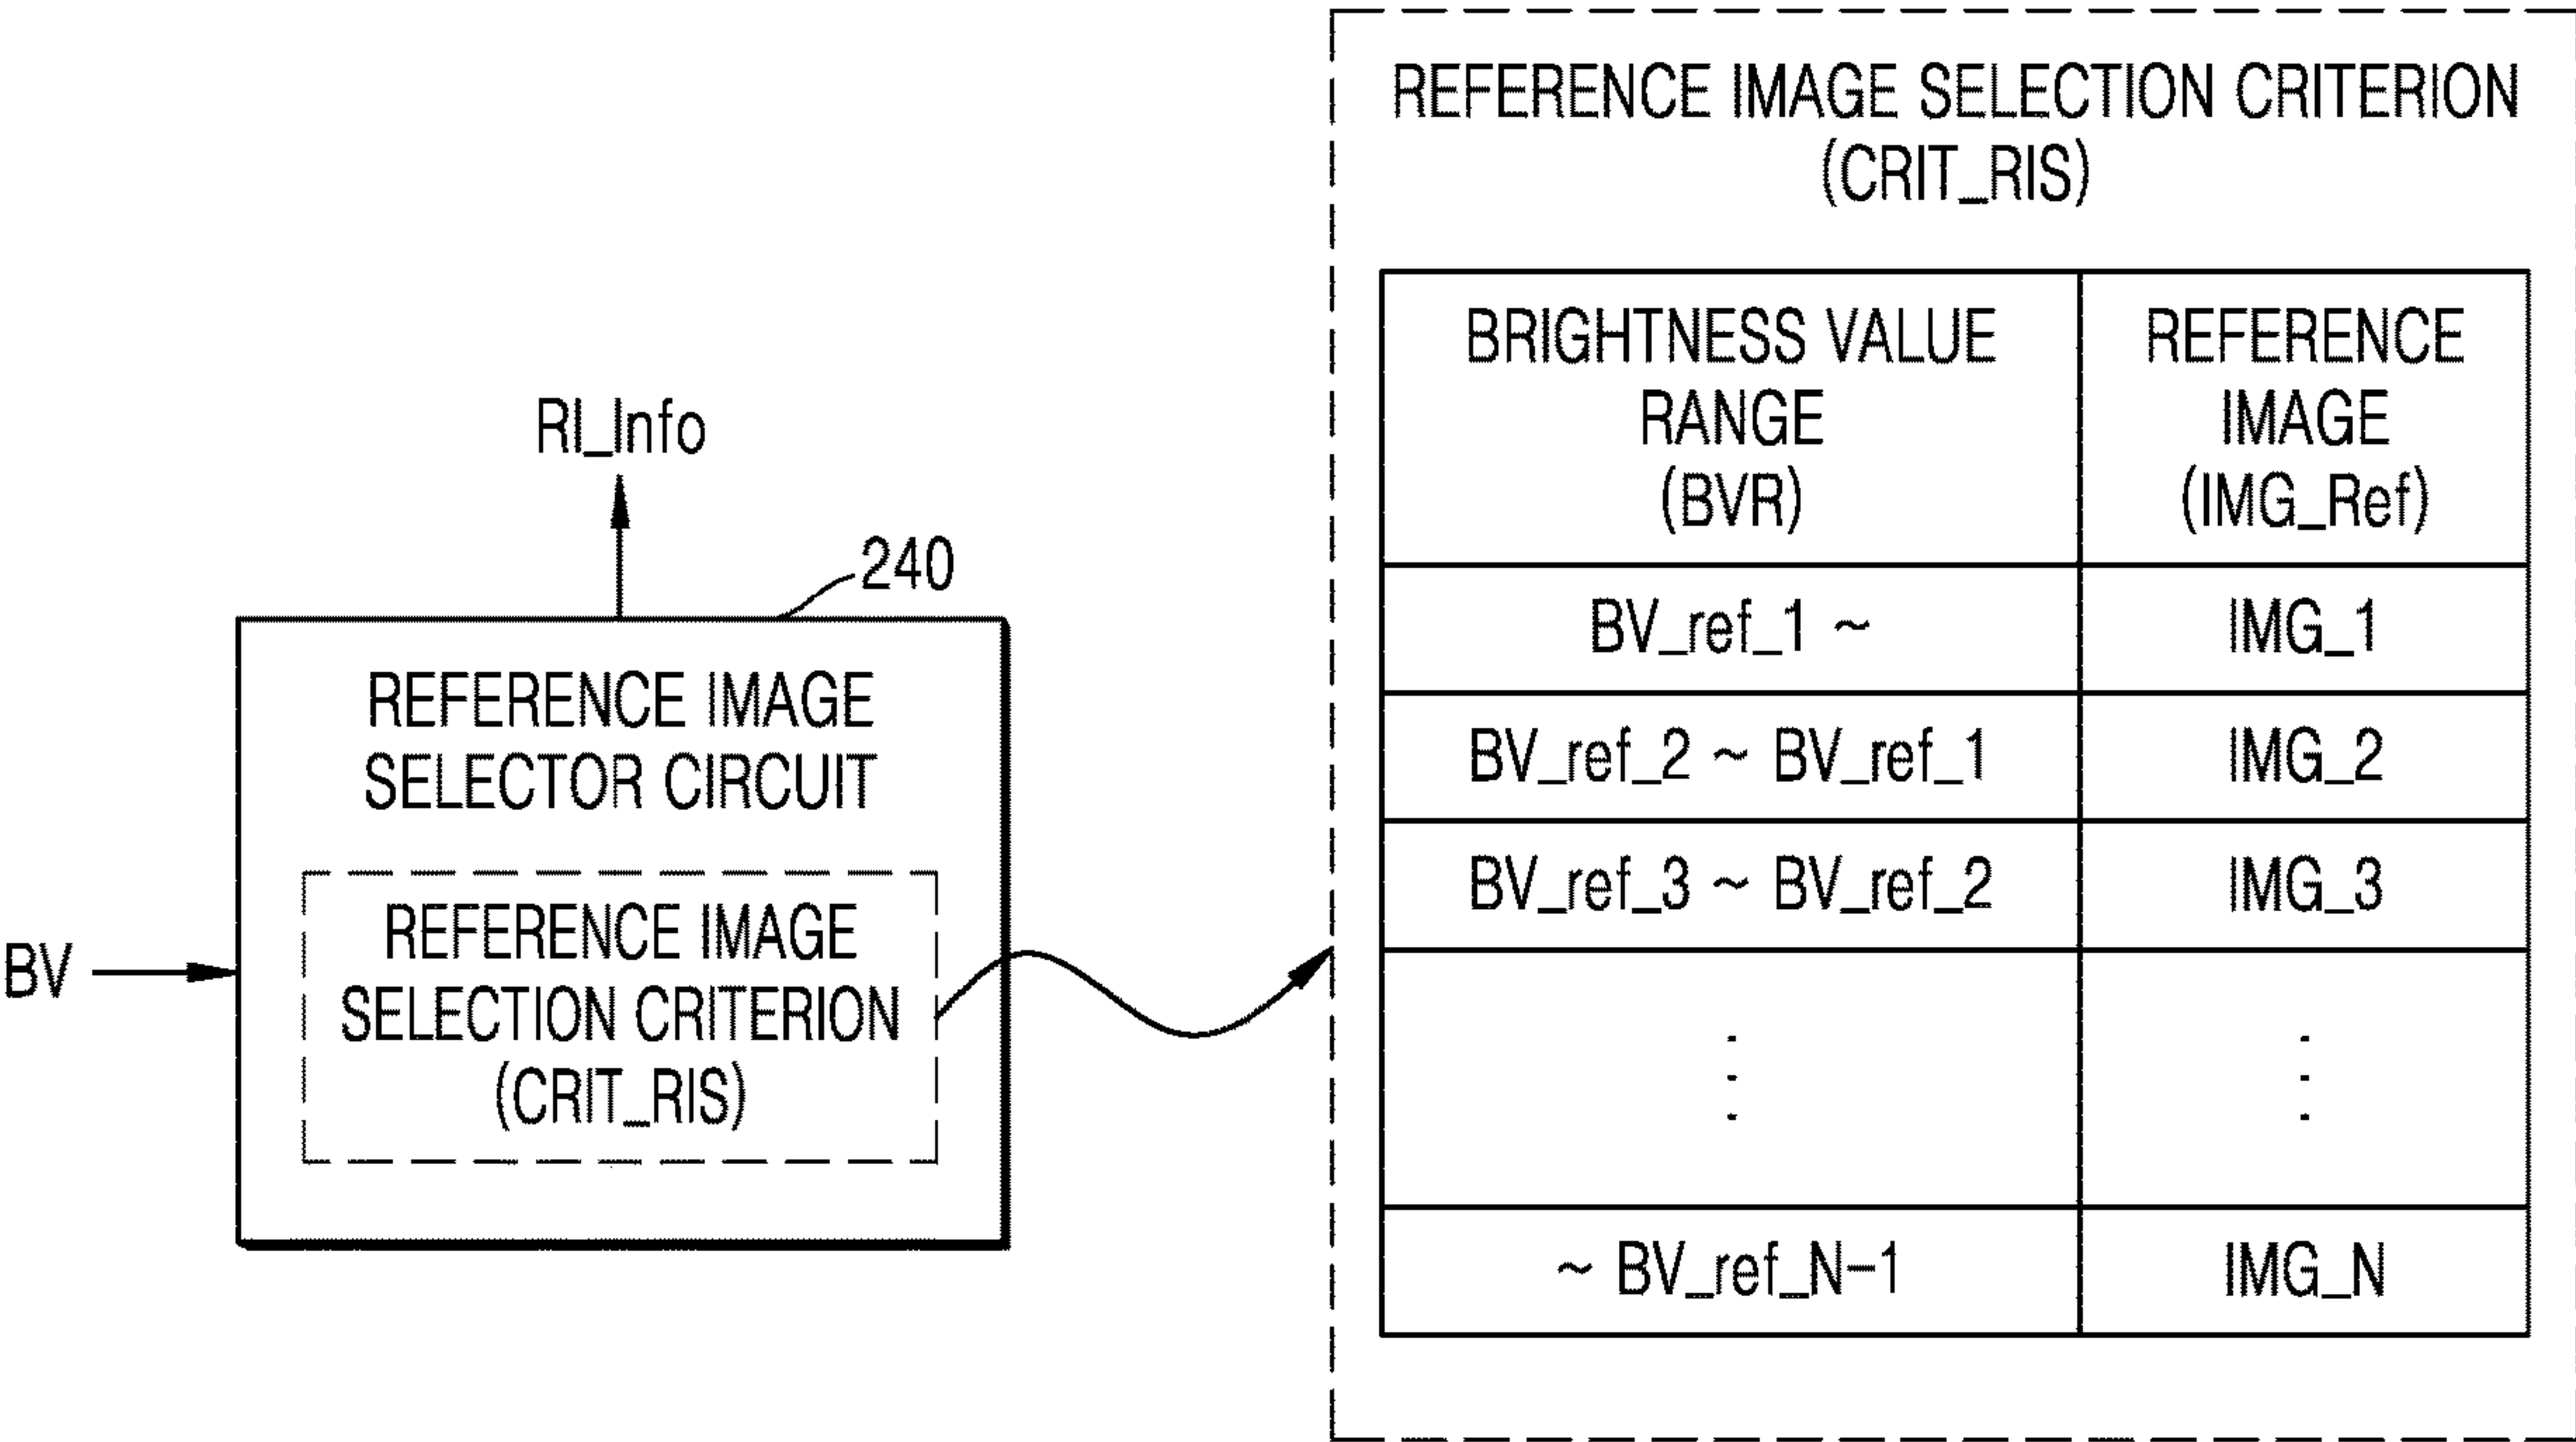 RI_Info
240
REFERENCE IMAGE
SELECTOR CIRCUIT
REFERENCE IMAGE
SELECTION CRITERION
(CRIT_RIS)
BV
REFERENCE IMAGE SELECTION CRITERION
(CRIT_RIS)
BRIGHTNESS VALUE
RANGE
(BVR)
REFERENCE
IMAGE
(IMG_Ref)
BV_ref_1 ~
IMG_1
BV_ref_2 ~ BV_ref_1
IMG_2
BV_ref_3 ~ BV_ref_2
IMG_3
~ BV_ref_N-1
IMG_N